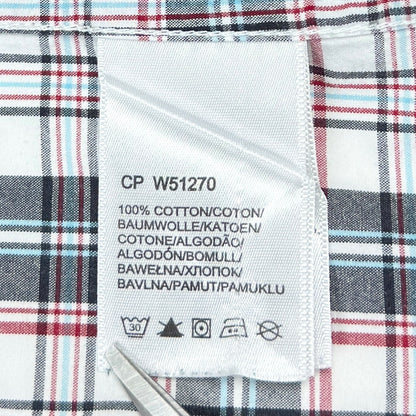 CP W51270
100% COTTON/COTON/
BAUMWOLLE/KATOEN/
COTONE/ALGODÃO/
ALGODÓN/BOMULL/
BAWEŁNA/ХЛОПОК/
BAVLNA/PAMUT/PAMUKLU
30